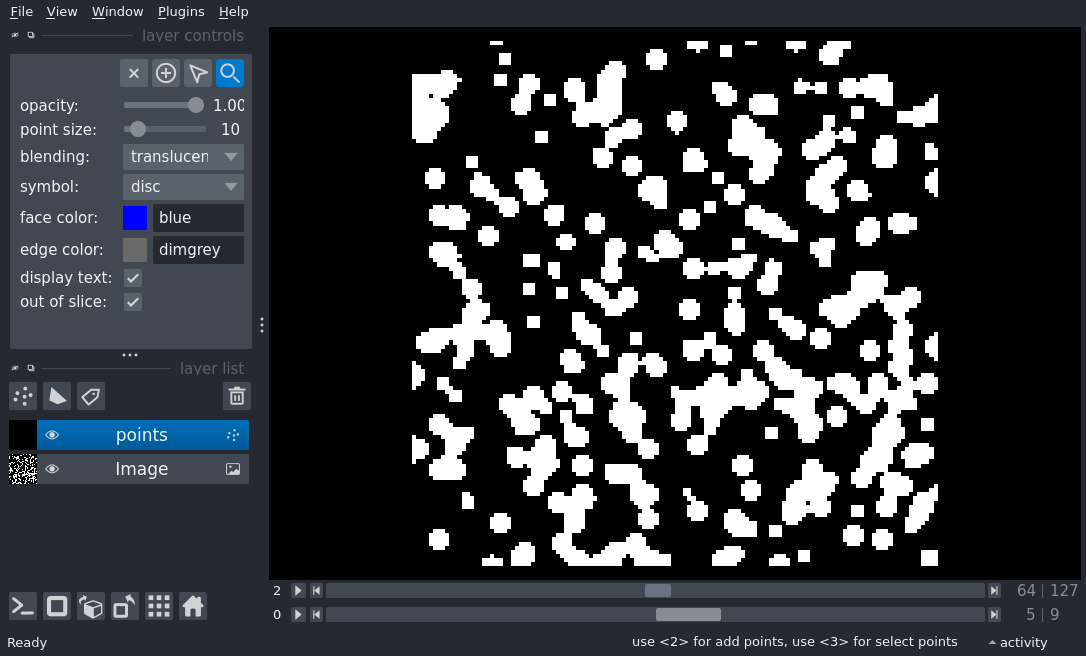 File View Window Plugins Help
layer controls
opacity: 1.00
point size: 10
blending: translucen
symbol: disc
face color: blue
edge color: dimgrey
display text:
out of slice:
layer list
points
Image
2 64 127
0 5 9
Ready use <2> for add points, use <3> for select points activity